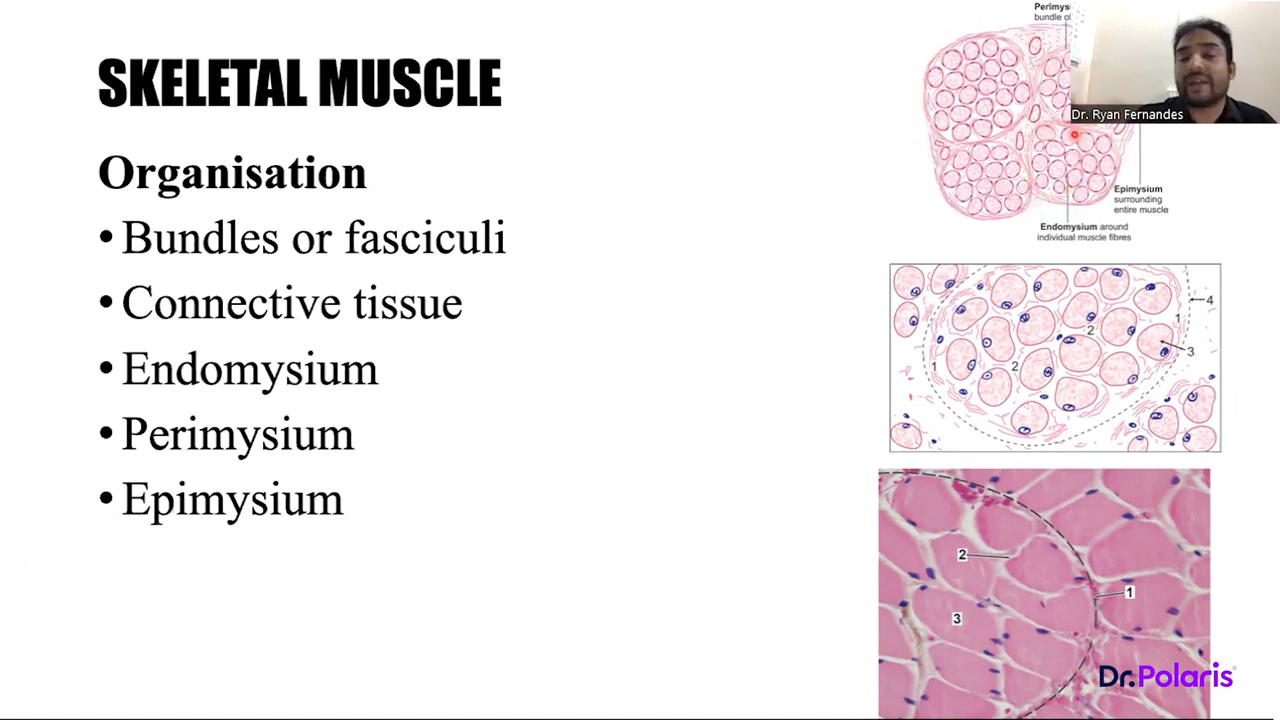 SKELETAL MUSCLE
Organisation
• Bundles or fasciculi
• Connective tissue
• Endomysium
• Perimysium
• Epimysium
Perimys
bundle o
Dr. Ryan Fernandes
Epimysium
surrounding
entire muscle
Endomysium around
individual muscle fibres
4
1
2
3
1
2
2
1
3
Dr.Polaris